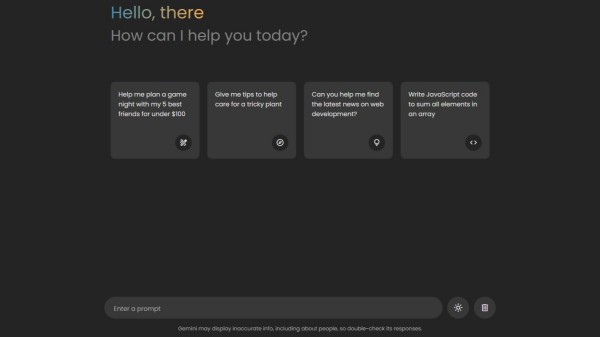 Hello, there
How can I help you today?
Help me plan a game
night with my 5 best
friends for under $100
Give me tips to help
care for a tricky plant
Can you help me find
the latest news on web
development?
Write JavaScript code
to sum all elements in
an array
Enter a prompt
Gemini may display inaccurate info, including about people, so double-check its responses.